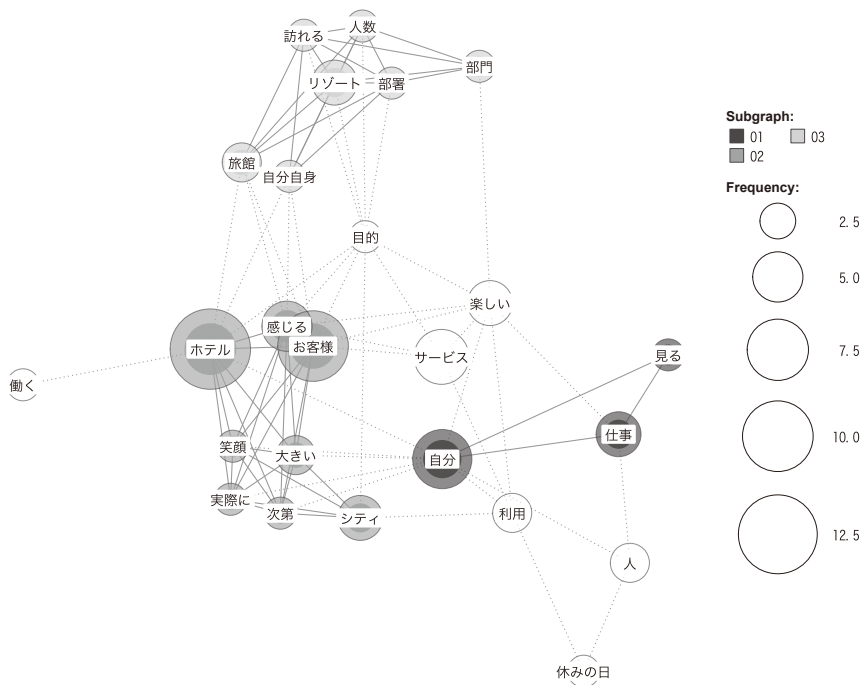 訪れる
人数
部門
リゾート
部署
旅館
自分自身
目的
楽しい
感じる
ホテル
お客様
サービス
見る
働く
笑顔
大きい
自分
仕事
実際に
次第
シティ
利用
人
休みの日
Subgraph:
01
03
02
Frequency:
2.5
5.0
7.5
10.0
12.5